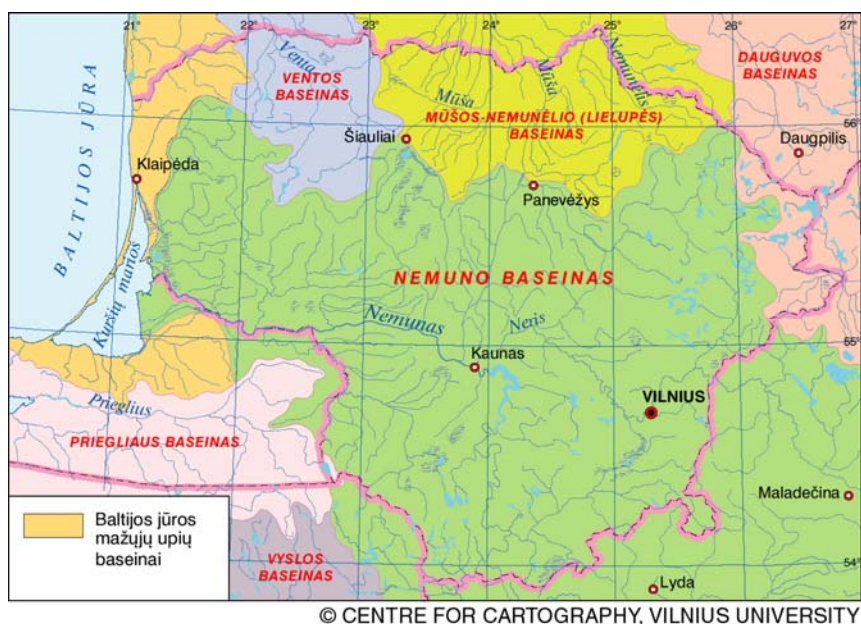 21°
22°
23°
24°
25°
26°
27°
Venta
VENTOS
BASEINAS
Mūša
Mūša
Nemunėlis
DAUGUVOS
BASEINAS
MŪŠOS-NEMUNĖLIO (LIELUPĖS)
BASEINAS
56°
Šiauliai
Daugpilis
Klaipėda
Panevėžys
BALTIJOS JŪRA
Kuršių marios
NEMUNO BASEINAS
Nemunas
Neris
55°
Kaunas
VILNIUS
Prieglius
PRIEGLIAUS BASEINAS
Maladečina
Baltijos jūros
mažųjų upių
baseinai
VYSLOS
BASEINAS
54°
Lyda
© CENTRE FOR CARTOGRAPHY, VILNIUS UNIVERSITY